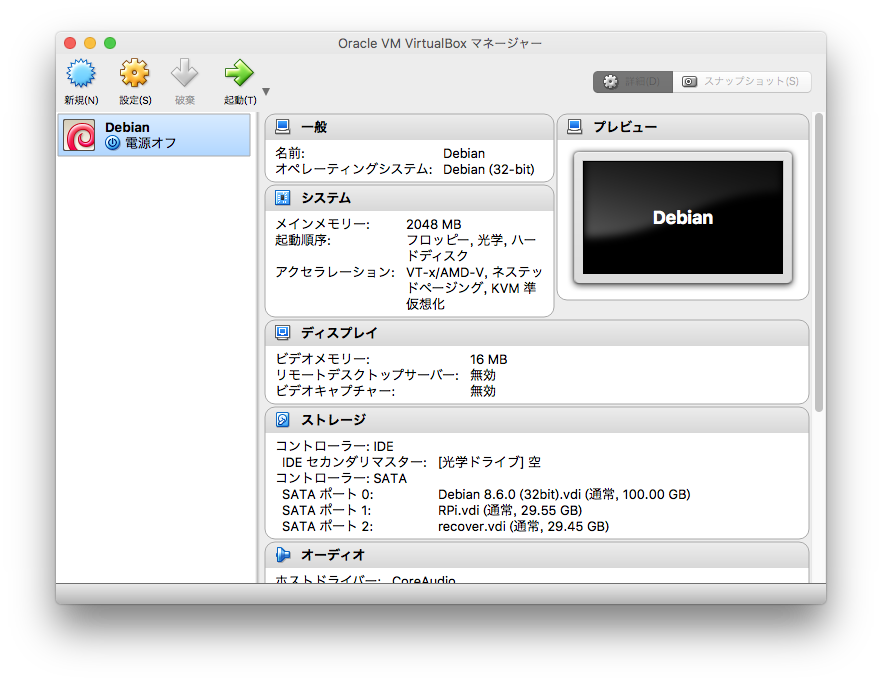 Oracle VM VirtualBox マネージャー
新規(N)
設定(S)
破棄
起動(T)
詳細(D)
スナップショット(S)
Debian
電源オフ
一般
名前: Debian
オペレーティングシステム: Debian (32-bit)
プレビュー
Debian
システム
メインメモリー: 2048 MB
起動順序: フロッピー, 光学, ハー
ドディスク
アクセラレーション: VT-x/AMD-V, ネステッ
ドページング, KVM 準
仮想化
ディスプレイ
ビデオメモリー: 16 MB
リモートデスクトップサーバー: 無効
ビデオキャプチャー: 無効
ストレージ
コントローラー: IDE
IDE セカンダリマスター: [光学ドライブ] 空
コントローラー: SATA
SATA ポート 0: Debian 8.6.0 (32bit).vdi (通常, 100.00 GB)
SATA ポート 1: RPi.vdi (通常, 29.55 GB)
SATA ポート 2: recover.vdi (通常, 29.45 GB)
オーディオ
ホストドライバー: CoreAudio